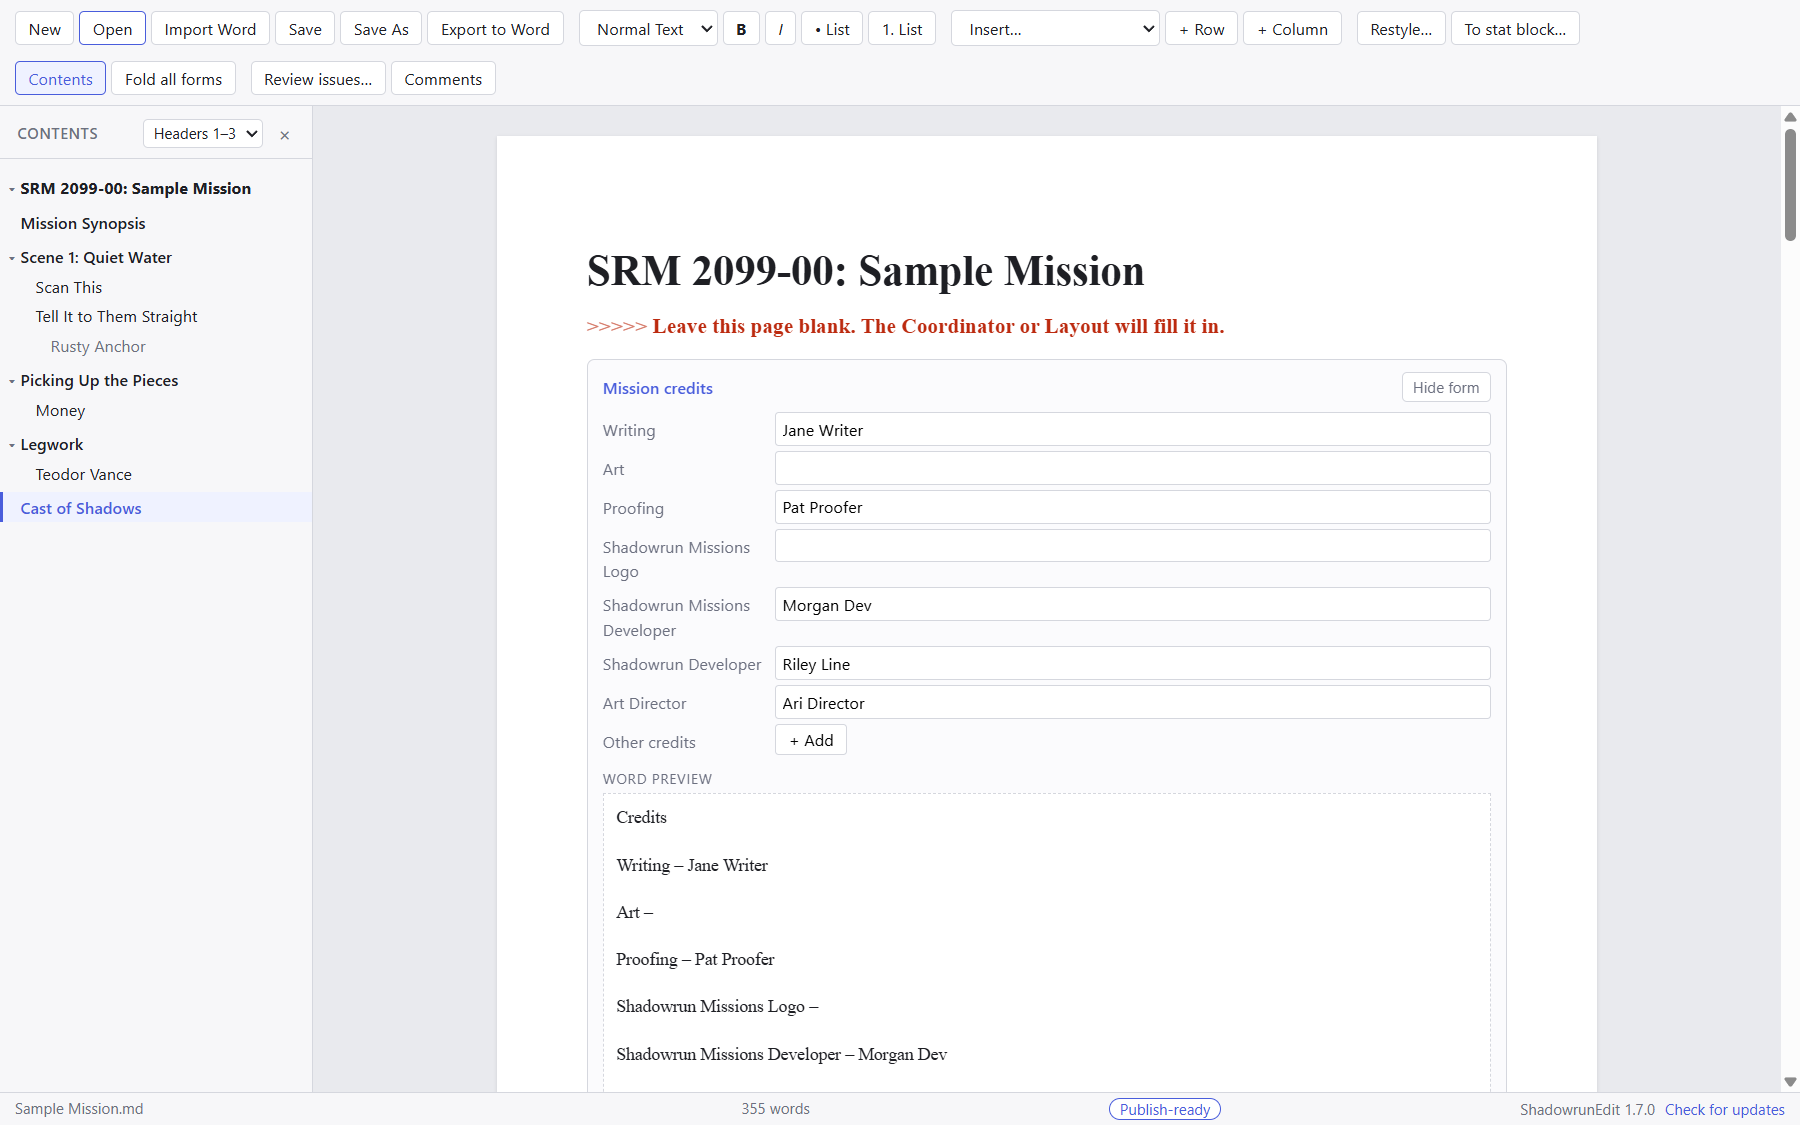 New Open Import Word Save Save As Export to Word Normal Text B I • List 1. List Insert... + Row + Column Restyle... To stat block...
Contents Fold all forms Review issues... Comments
CONTENTS Headers 1–3 ×
SRM 2099-00: Sample Mission
Mission Synopsis
Scene 1: Quiet Water
Scan This
Tell It to Them Straight
Rusty Anchor
Picking Up the Pieces
Money
Legwork
Teodor Vance
Cast of Shadows
SRM 2099-00: Sample Mission
>>>>> Leave this page blank. The Coordinator or Layout will fill it in.
Mission credits Hide form
Writing Jane Writer
Art
Proofing Pat Proofer
Shadowrun Missions
Logo
Shadowrun Missions Morgan Dev
Developer
Shadowrun Developer Riley Line
Art Director Ari Director
Other credits + Add
WORD PREVIEW
Credits
Writing – Jane Writer
Art –
Proofing – Pat Proofer
Shadowrun Missions Logo –
Shadowrun Missions Developer – Morgan Dev
Sample Mission.md 355 words Publish-ready ShadowrunEdit 1.7.0 Check for updates